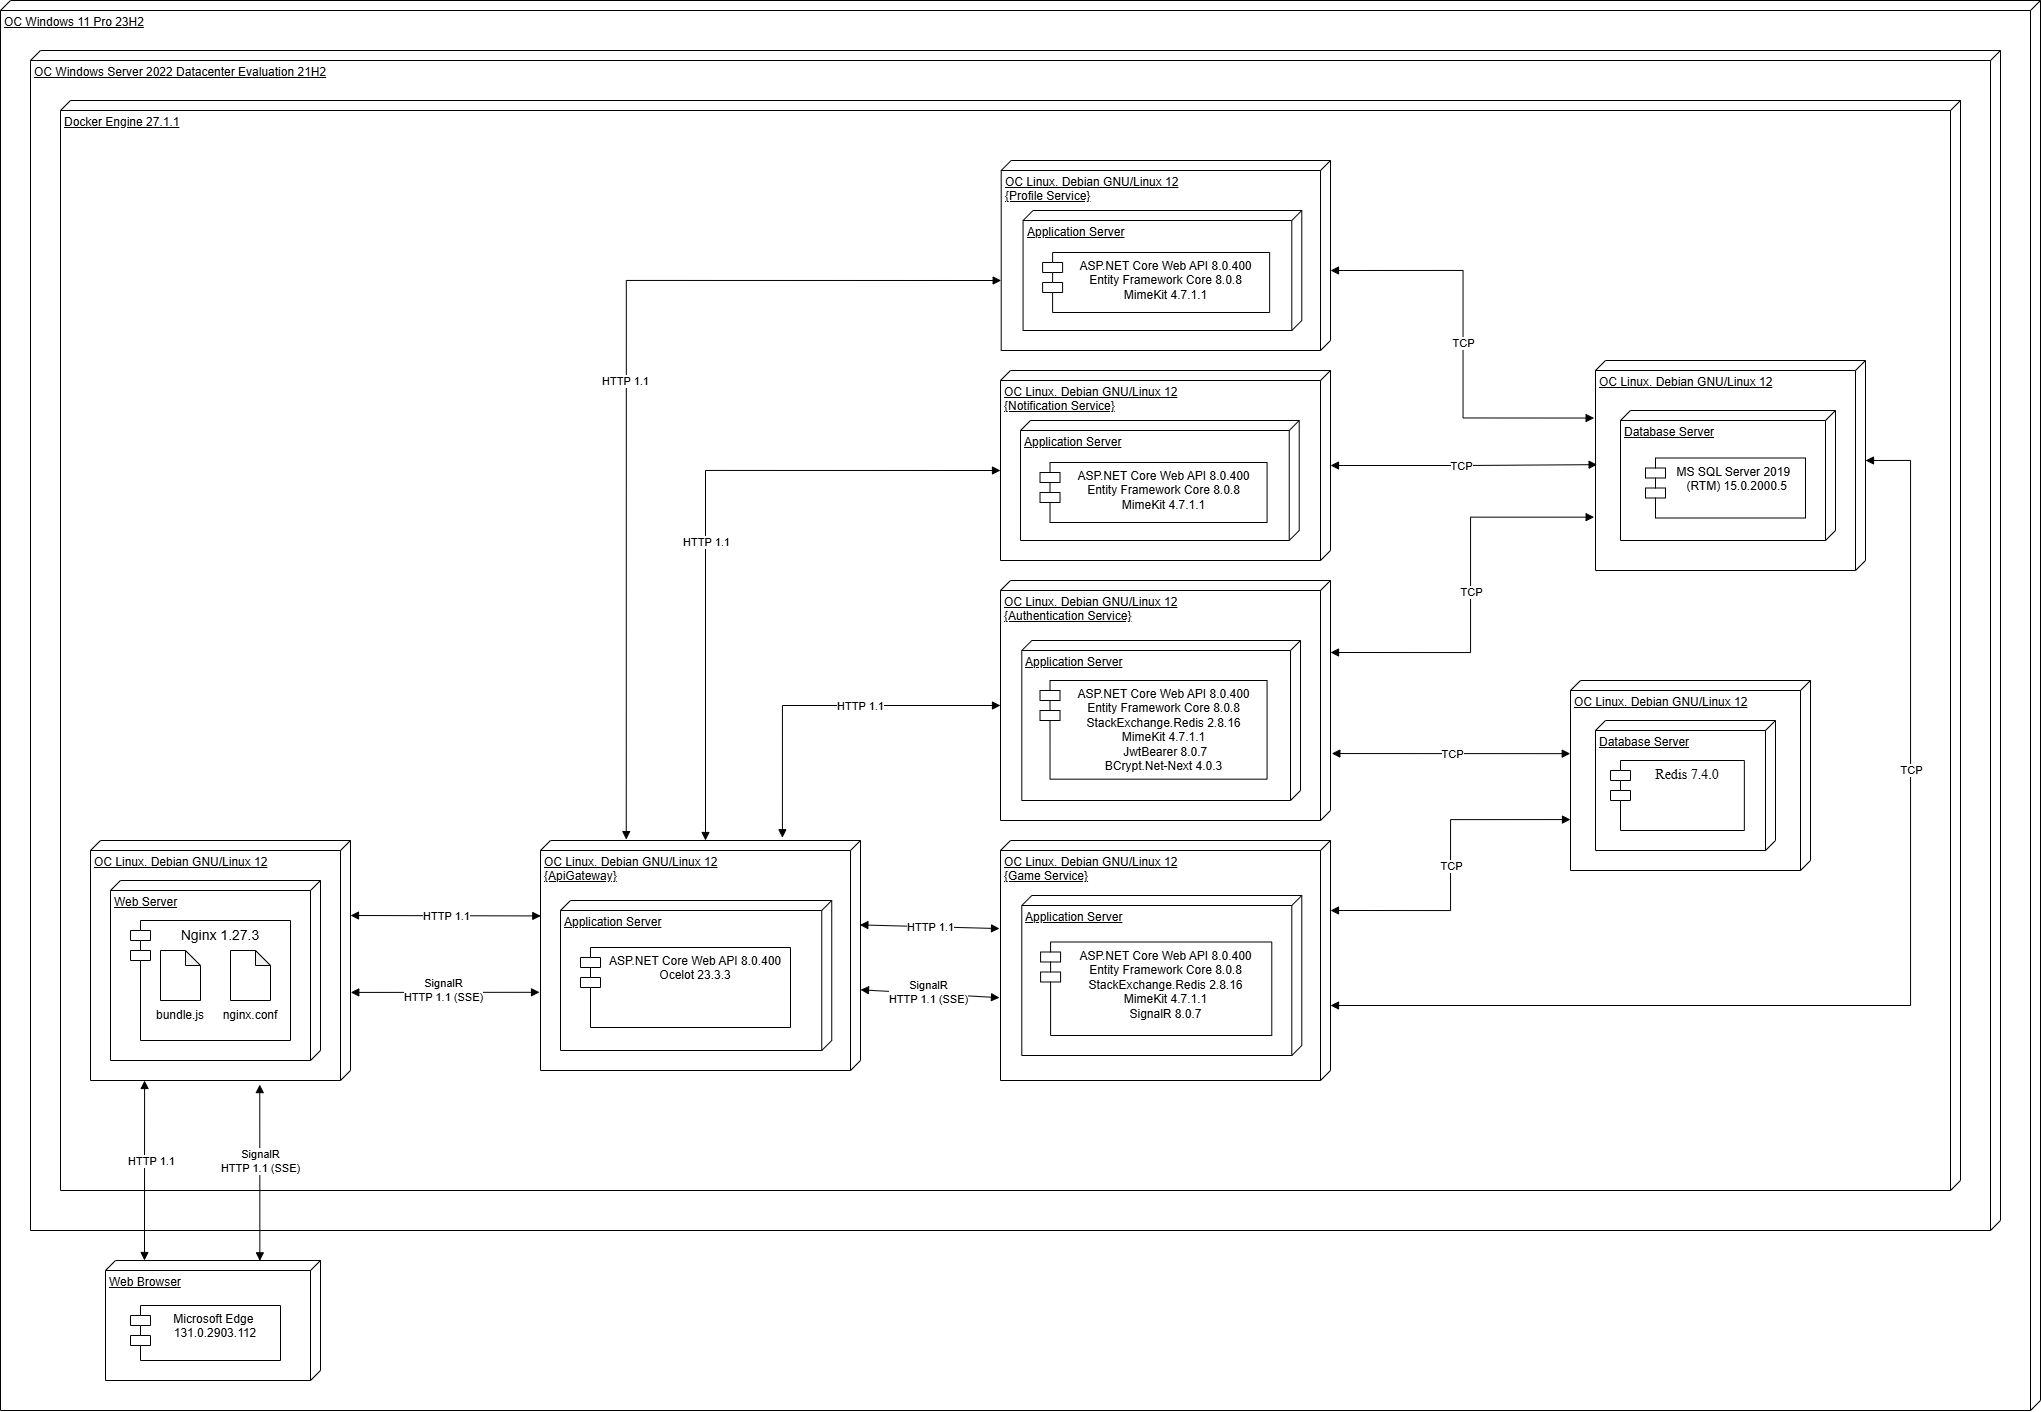 OC Windows 11 Pro 23H2
OC Windows Server 2022 Datacenter Evaluation 21H2
Docker Engine 27.1.1
OC Linux. Debian GNU/Linux 12
{Profile Service}
Application Server
ASP.NET Core Web API 8.0.400
Entity Framework Core 8.0.8
MimeKit 4.7.1.1
HTTP 1.1
TCP
OC Linux. Debian GNU/Linux 12
{Notification Service}
Application Server
ASP.NET Core Web API 8.0.400
Entity Framework Core 8.0.8
MimeKit 4.7.1.1
HTTP 1.1
TCP
OC Linux. Debian GNU/Linux 12
Database Server
MS SQL Server 2019
(RTM) 15.0.2000.5
OC Linux. Debian GNU/Linux 12
{Authentication Service}
Application Server
ASP.NET Core Web API 8.0.400
Entity Framework Core 8.0.8
StackExchange.Redis 2.8.16
MimeKit 4.7.1.1
JwtBearer 8.0.7
BCrypt.Net-Next 4.0.3
HTTP 1.1
TCP
TCP
OC Linux. Debian GNU/Linux 12
Database Server
Redis 7.4.0
TCP
TCP
OC Linux. Debian GNU/Linux 12
Web Server
Nginx 1.27.3
bundle.js
nginx.conf
HTTP 1.1
SignalR
HTTP 1.1 (SSE)
OC Linux. Debian GNU/Linux 12
{ApiGateway}
Application Server
ASP.NET Core Web API 8.0.400
Ocelot 23.3.3
HTTP 1.1
SignalR
HTTP 1.1 (SSE)
OC Linux. Debian GNU/Linux 12
{Game Service}
Application Server
ASP.NET Core Web API 8.0.400
Entity Framework Core 8.0.8
StackExchange.Redis 2.8.16
MimeKit 4.7.1.1
SignalR 8.0.7
HTTP 1.1
SignalR
HTTP 1.1 (SSE)
Web Browser
Microsoft Edge
131.0.2903.112